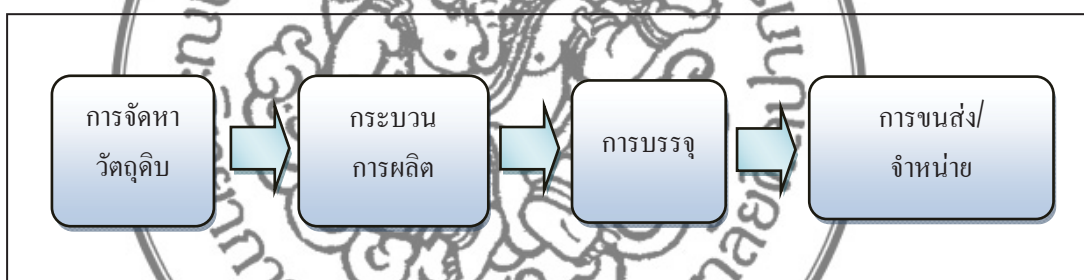 การจัดหา
วัตถุดิบ
กระบวน
การผลิต
การบรรจุ
การขนส่ง/
จำหน่าย